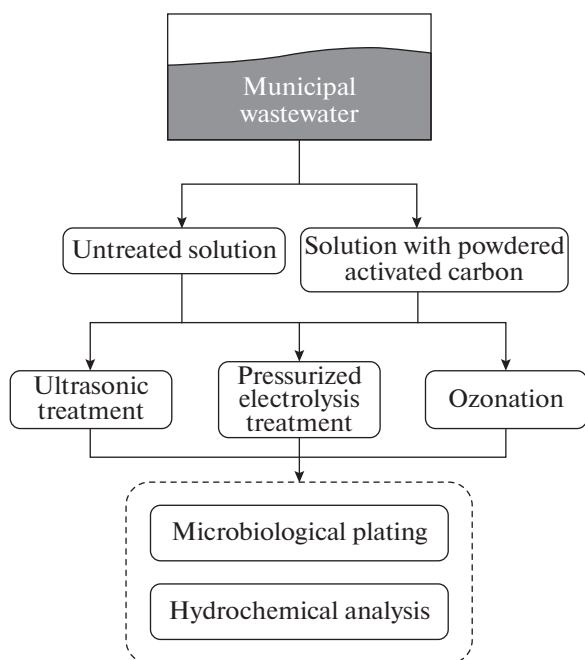 Municipal
wastewater
Untreated solution
Solution with powdered
activated carbon
Ultrasonic
treatment
Pressurized
electrolysis
treatment
Ozonation
Microbiological plating
Hydrochemical analysis